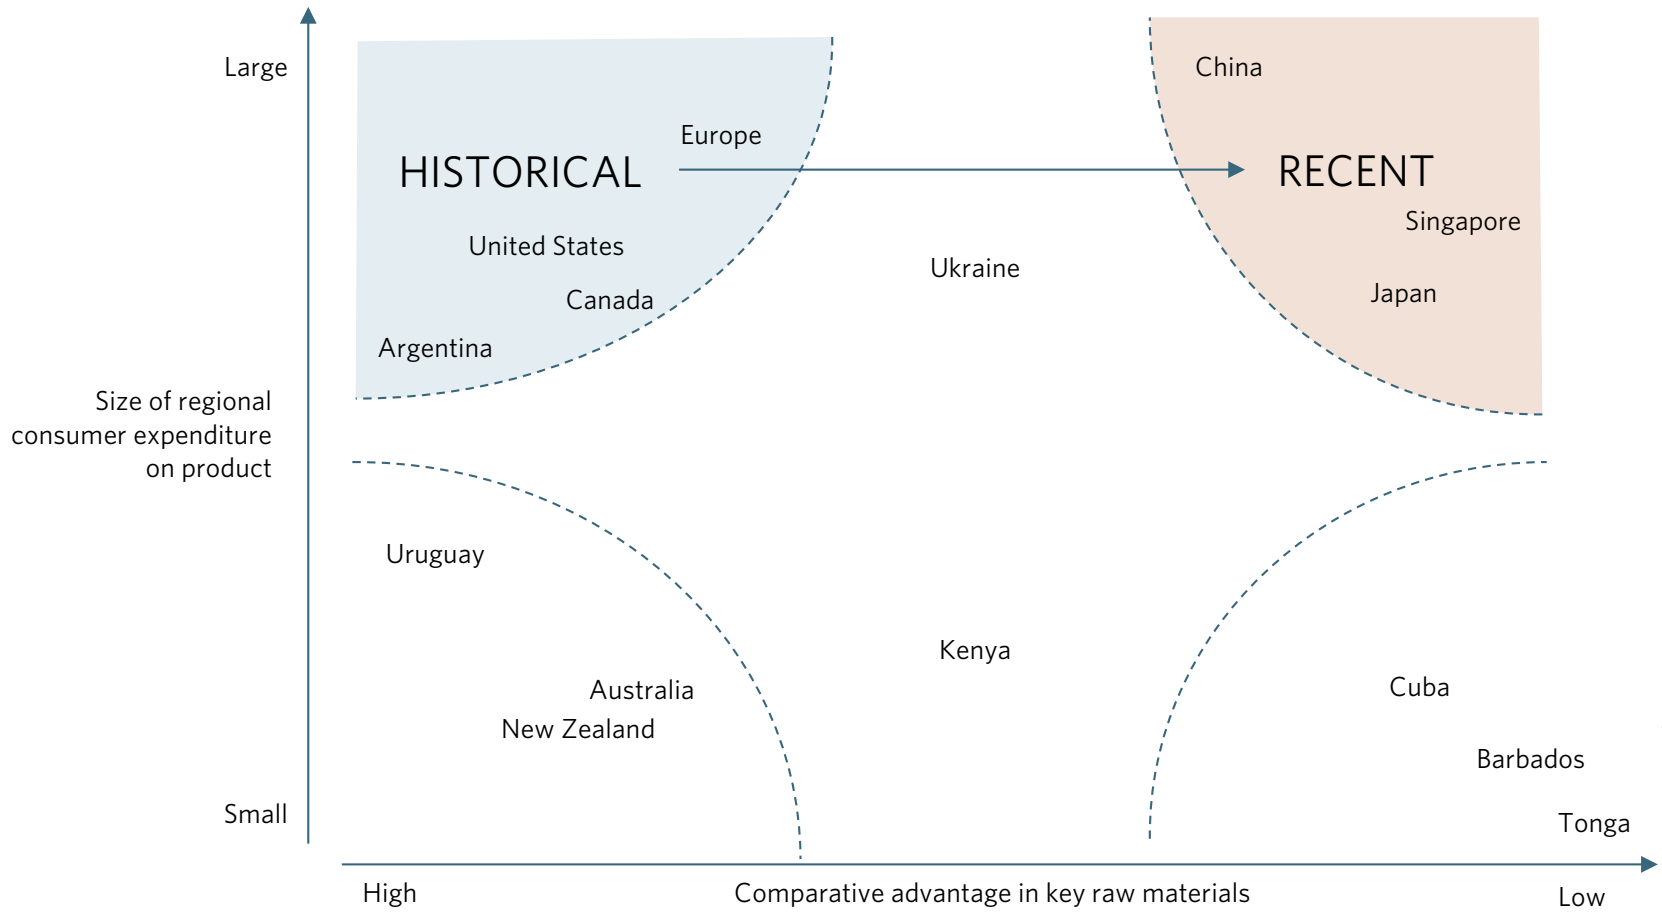 Large
China
Europe
HISTORICAL
RECENT
Singapore
United States
Ukraine
Japan
Canada
Argentina
Size of regional
consumer expenditure
on product
Uruguay
Kenya
Australia
Cuba
New Zealand
Barbados
Small
Tonga
High
Comparative advantage in key raw materials
Low